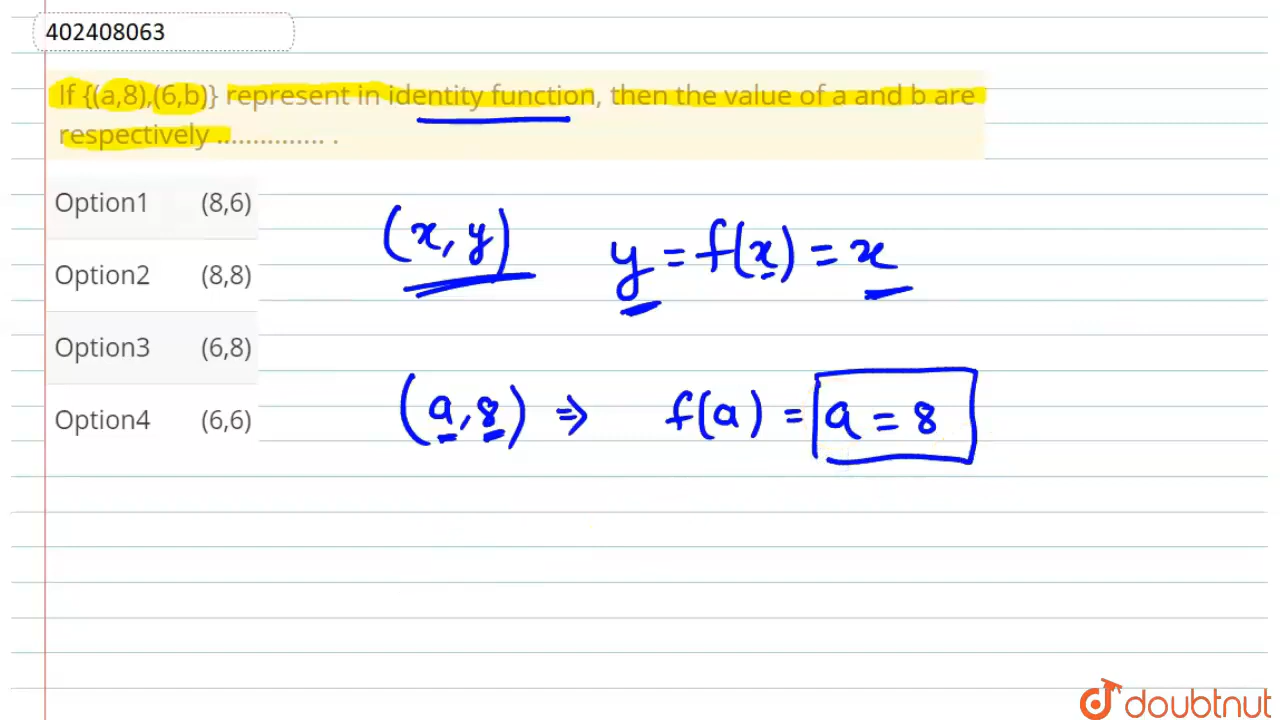 402408063
If {(a,8),(6,b)} represent in identity function, then the value of a and b are
respectively ............... .
Option1 (8,6)
Option2 (8,8)
Option3 (6,8)
Option4 (6,6)
(x, y) y = f(x) = x
(a, 8) ⇒ f(a) = a = 8
doubtnut